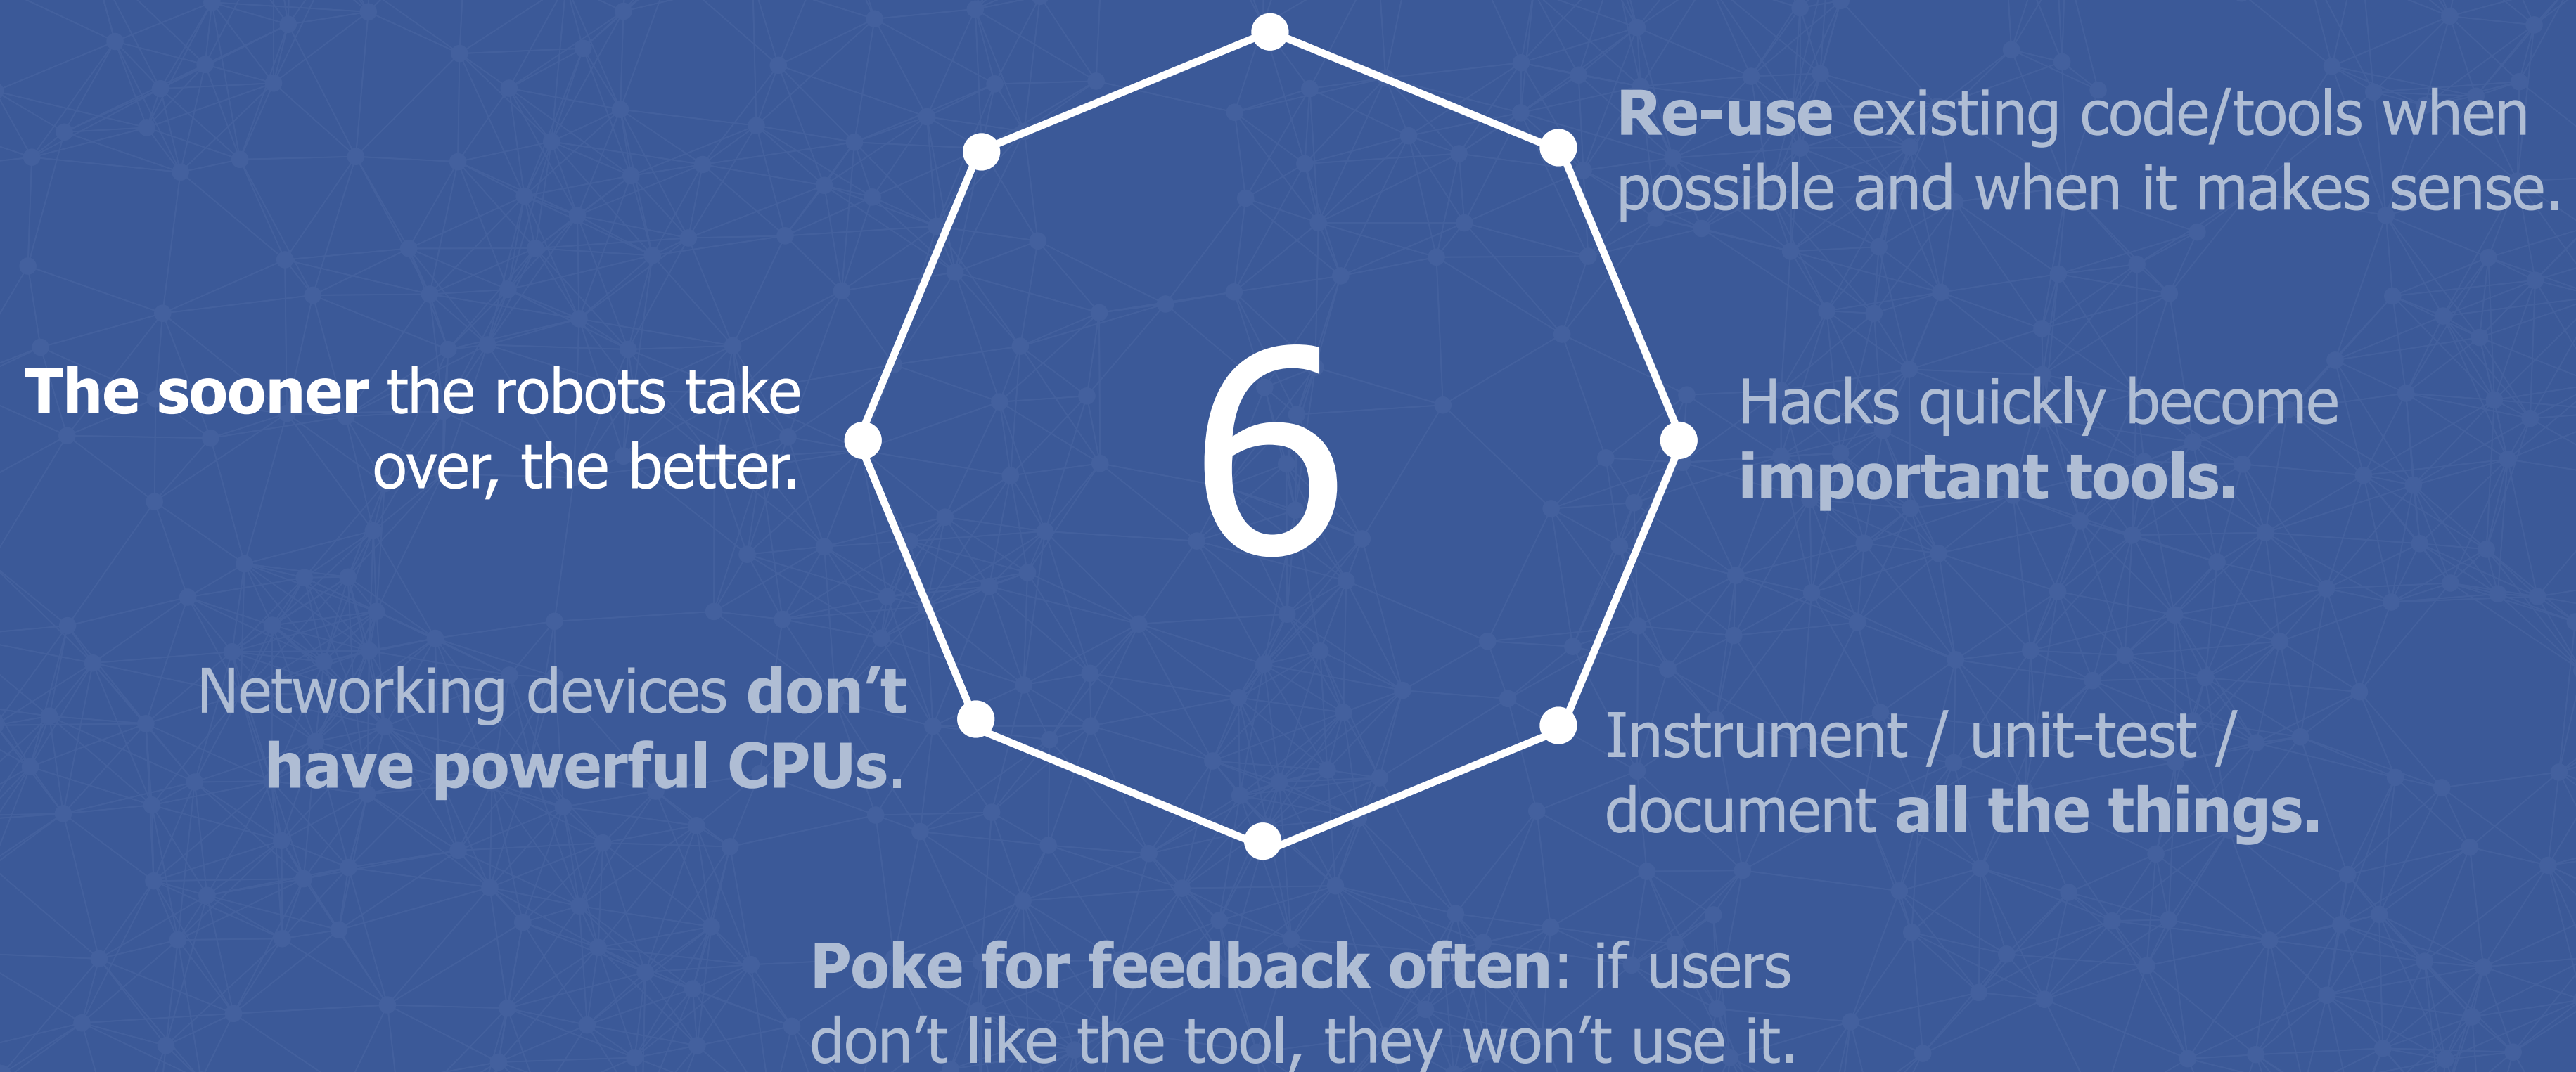 Re-use existing code/tools when
possible and when it makes sense.
Hacks quickly become
important tools.
Instrument / unit-test /
document all the things.
Poke for feedback often: if users
don’t like the tool, they won’t use it.
Networking devices don’t
have powerful CPUs.
The sooner the robots take
over, the better.
6